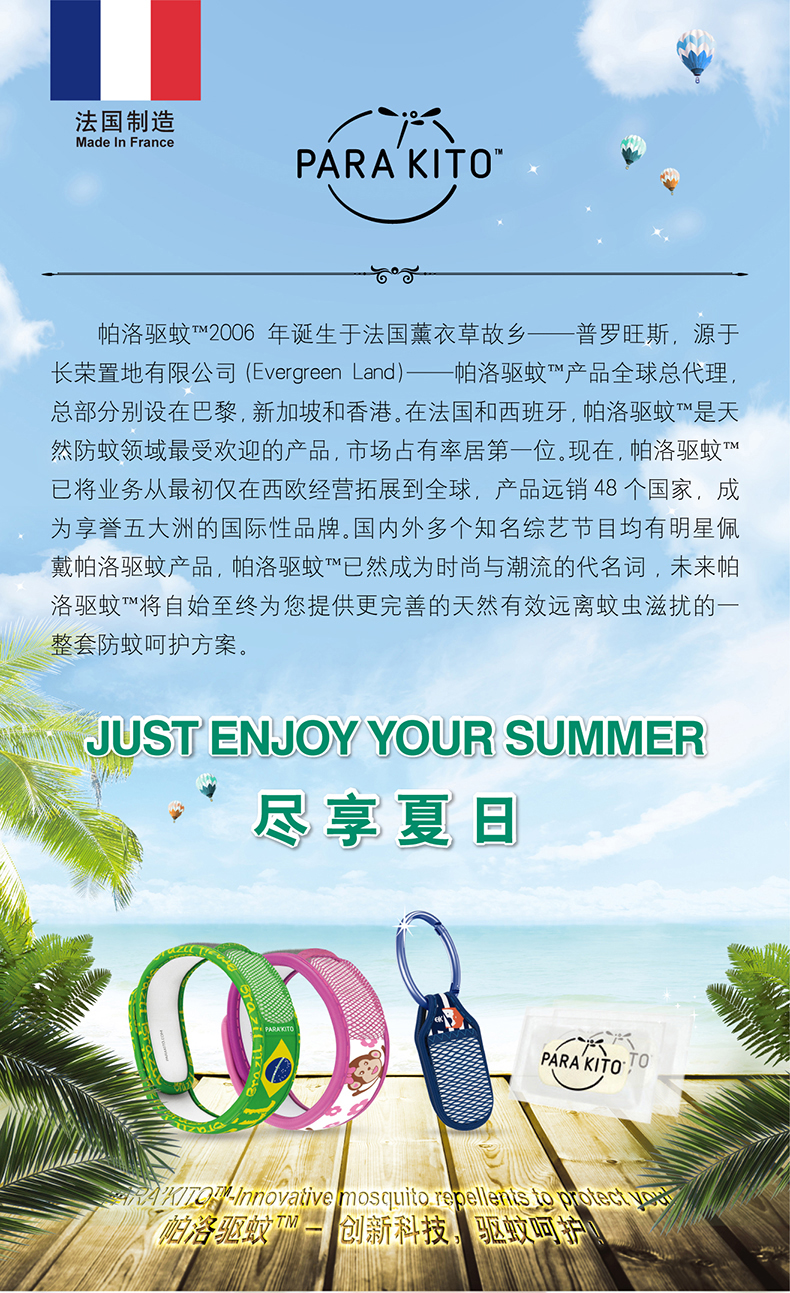 法国制造
Made In France
PARA KITO™
帕洛驱蚊™2006 年诞生于法国薰衣草故乡——普罗旺斯，源于
长荣置地有限公司(Evergreen Land)——帕洛驱蚊™产品全球总代理，
总部分别设在巴黎，新加坡和香港。在法国和西班牙，帕洛驱蚊™是天
然防蚊领域最受欢迎的产品，市场占有率居第一位。现在，帕洛驱蚊™
已将业务从最初仅在西欧经营拓展到全球，产品远销 48 个国家，成
为享誉五大洲的国际性品牌。国内外多个知名综艺节目均有明星佩
戴帕洛驱蚊产品，帕洛驱蚊™已然成为时尚与潮流的代名词，未来帕
洛驱蚊™将自始至终为您提供更完善的天然有效远离蚊虫滋扰的一
整套防蚊呵护方案。
JUST ENJOY YOUR SUMMER
尽享夏日
PARA'KITO
PARA KITO
TO
PARA'KITO™-Innovative mosquito repellents to protect you!
帕洛驱蚊™ - 创新科技，驱蚊呵护！